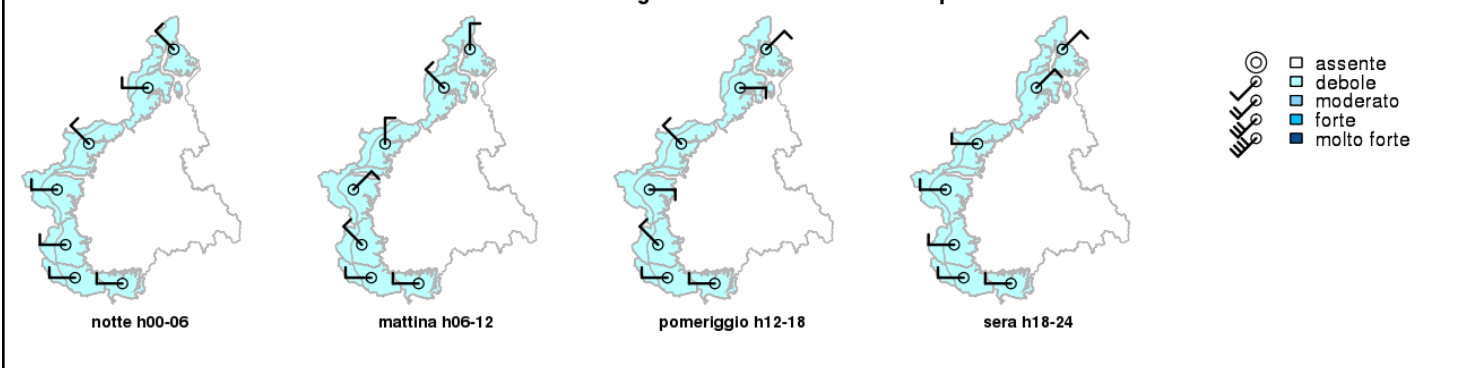 assente
debole
moderato
forte
molto forte
notte h00-06
mattina h06-12
pomeriggio h12-18
sera h18-24